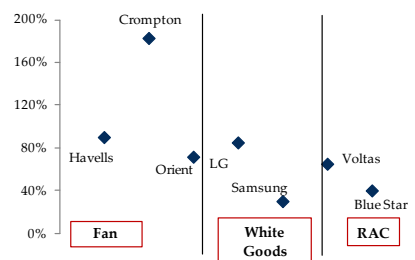 200%
160%
120%
80%
40%
0%
Crompton
Havells
Orient
LG
Samsung
Voltas
Blue Star
Fan
White
Goods
RAC